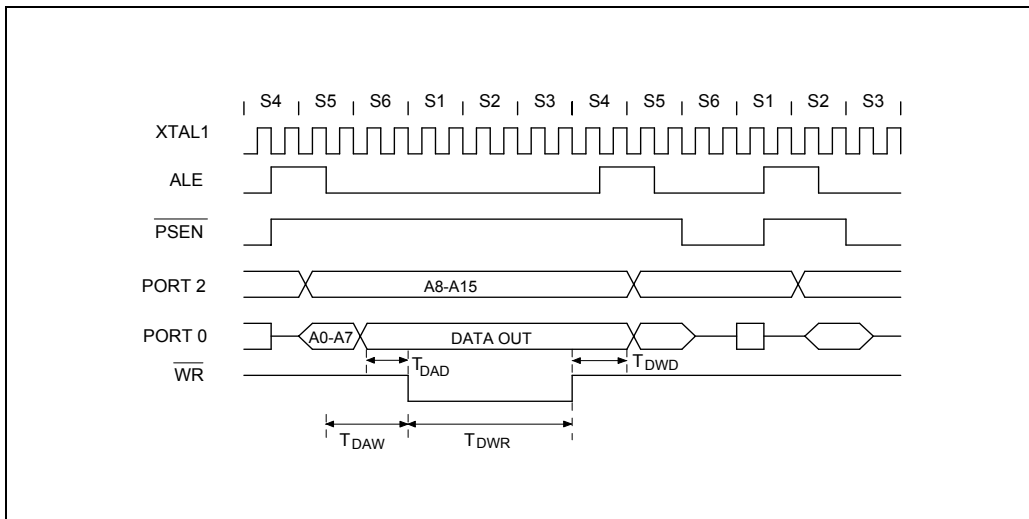 S4 S5 S6 S1 S2 S3 S4 S5 S6 S1 S2 S3
XTAL1
ALE
PSEN
PORT 2 A8-A15
PORT 0 A0-A7 DATA OUT
TDAD TDWD
WR
TDAW TDWR